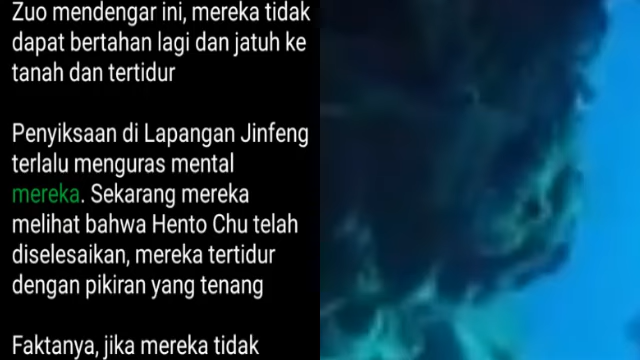 Zuo mendengar ini, mereka tidak
dapat bertahan lagi dan jatuh ke
tanah dan tertidur
Penyiksaan di Lapangan Jinfeng
terlalu menguras mental
mereka. Sekarang mereka
melihat bahwa Hento Chu telah
diselesaikan, mereka tertidur
dengan pikiran yang tenang
Faktanya, jika mereka tidak